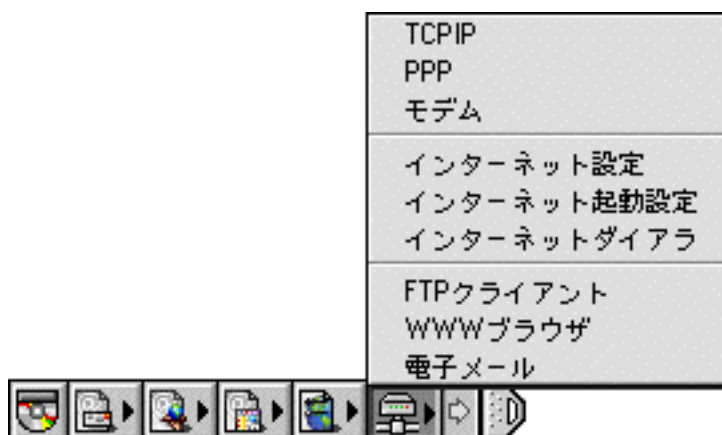 TCPIP
PPP
モデム
インターネット設定
インターネット起動設定
インターネットダイアラ
FTPクライアント
WWWブラウザ
電子メール